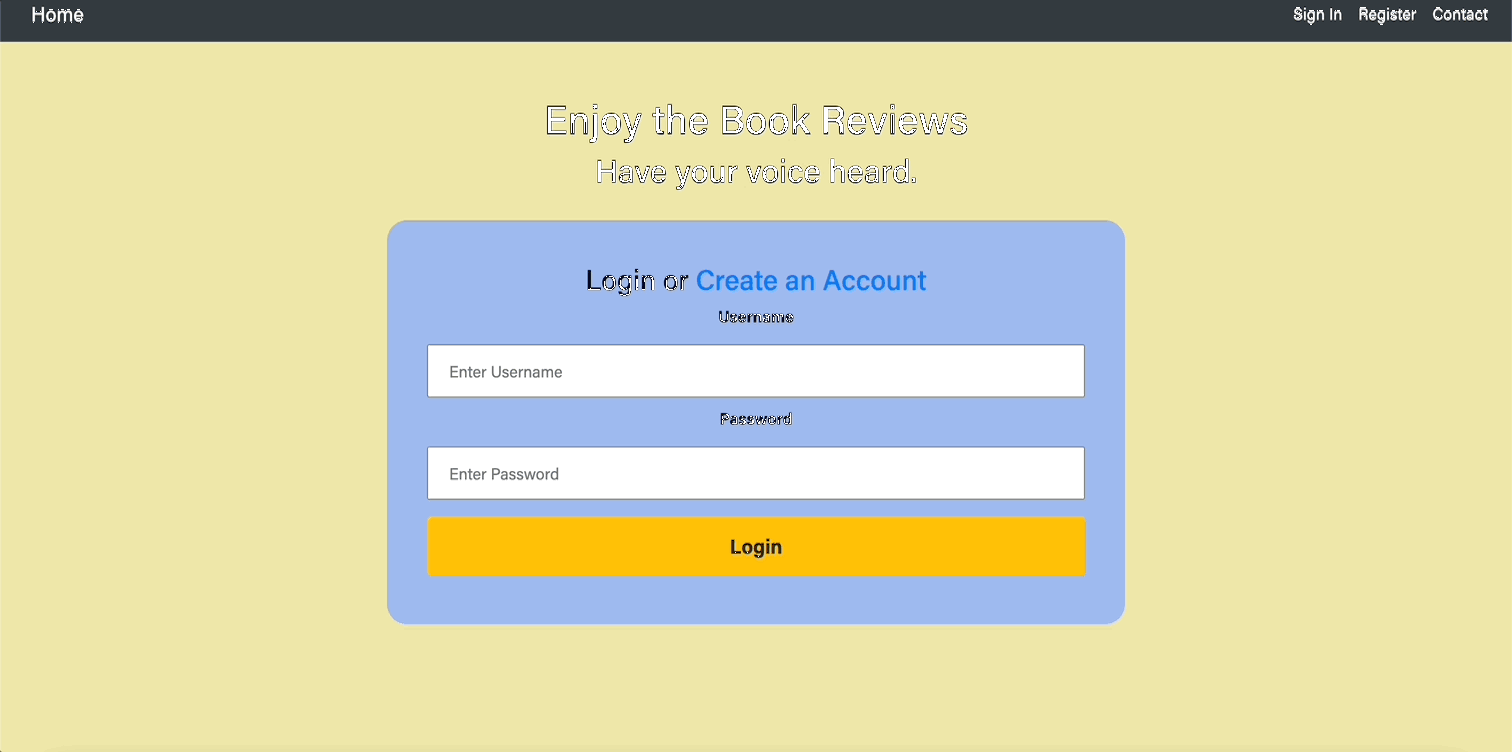 Home Sign In Register Contact
Enjoy the Book Reviews
Have your voice heard.
Login or Create an Account
Username
Enter Username
Password
Enter Password
Login